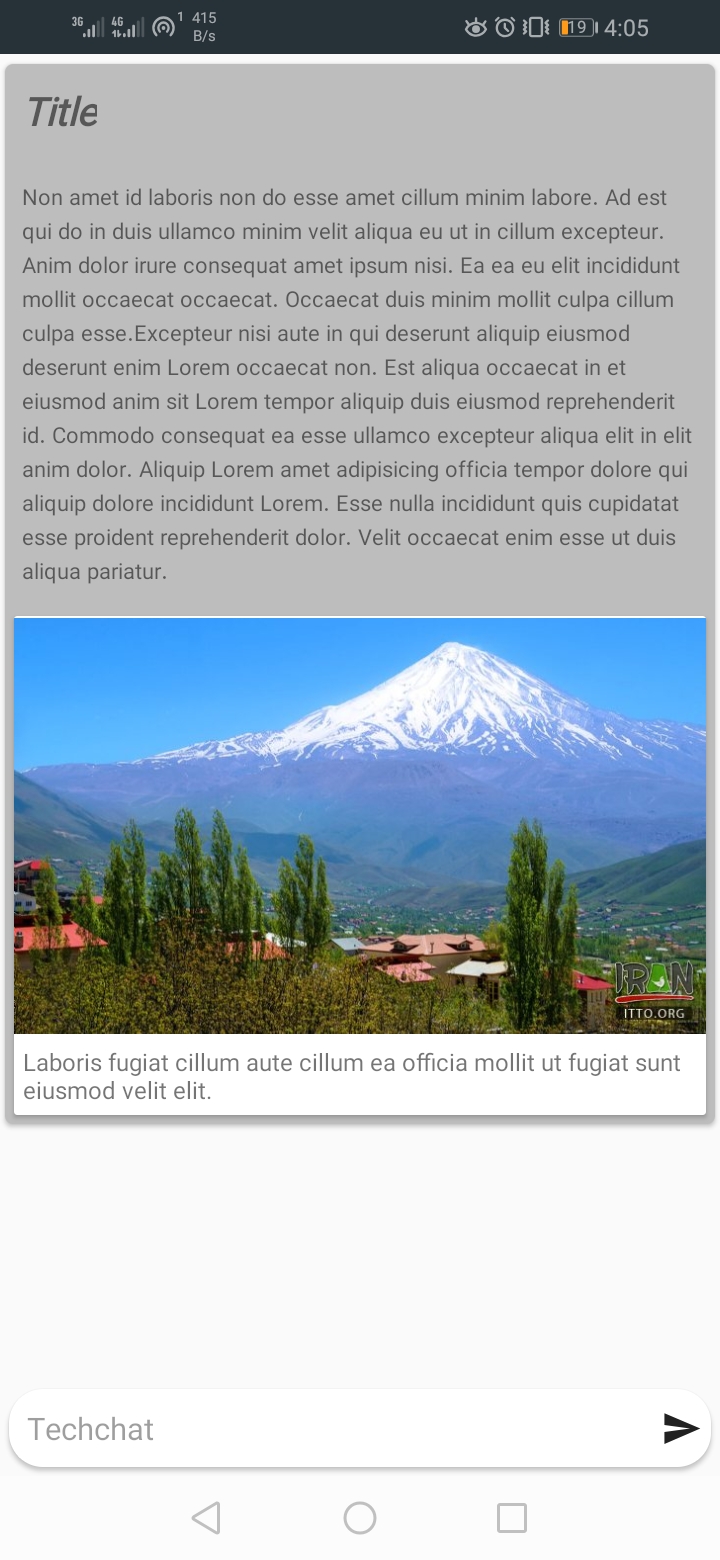 3G 4G 1 415 B/s 19 4:05
Title
Non amet id laboris non do esse amet cillum minim labore. Ad est
qui do in duis ullamco minim velit aliqua eu ut in cillum excepteur.
Anim dolor irure consequat amet ipsum nisi. Ea ea eu elit incididunt
mollit occaecat occaecat. Occaecat duis minim mollit culpa cillum
culpa esse.Excepteur nisi aute in qui deserunt aliquip eiusmod
deserunt enim Lorem occaecat non. Est aliqua occaecat in et
eiusmod anim sit Lorem tempor aliquip duis eiusmod reprehenderit
id. Commodo consequat ea esse ullamco excepteur aliqua elit in elit
anim dolor. Aliquip Lorem amet adipisicing officia tempor dolore qui
aliquip dolore incididunt Lorem. Esse nulla incididunt quis cupidatat
esse proident reprehenderit dolor. Velit occaecat enim esse ut duis
aliqua pariatur.
IRAN
ITTO.ORG
Laboris fugiat cillum aute cillum ea officia mollit ut fugiat sunt
eiusmod velit elit.
Techchat